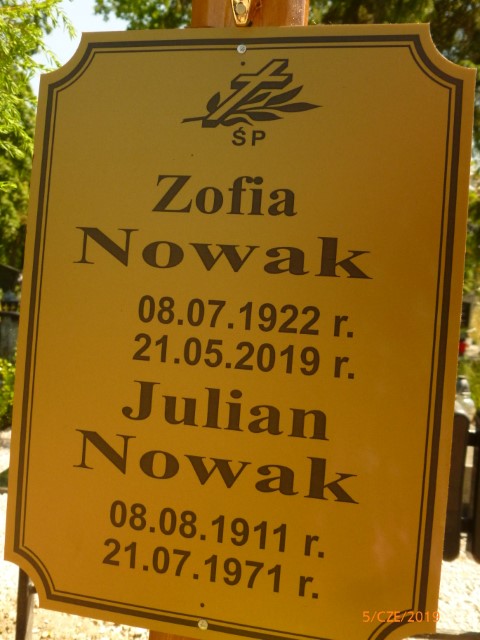 ŚP
Zofia
Nowak
08.07.1922 r.
21.05.2019 r.
Julian
Nowak
08.08.1911 r.
21.07.1971 r.
5/CZE/2019